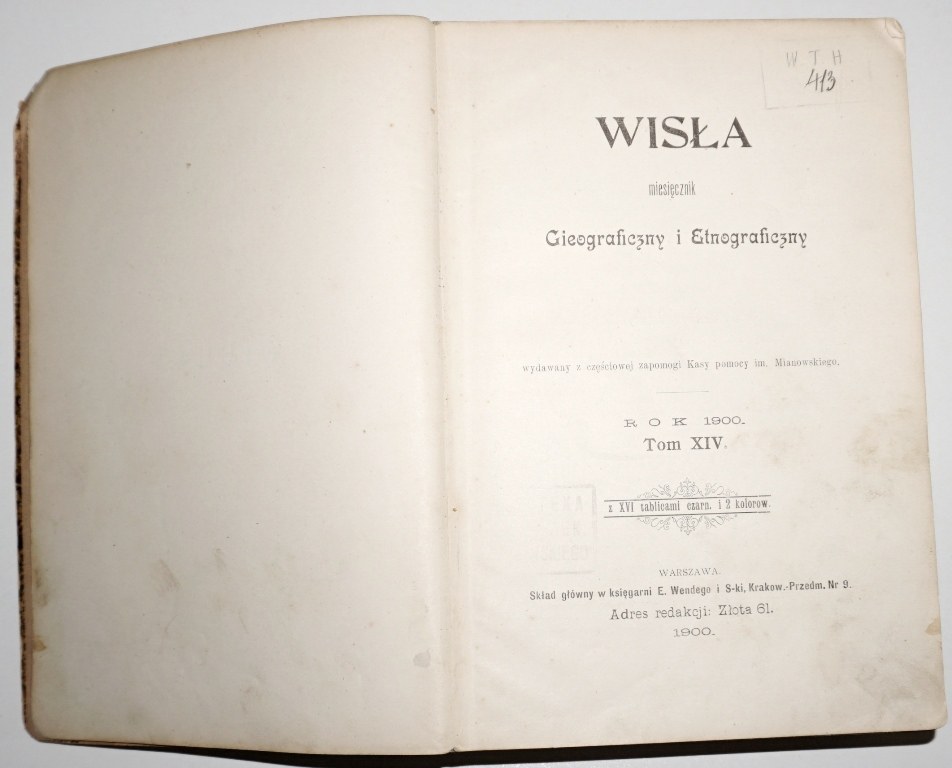 W T H
413
WISŁA
miesięcznik
Gieograficzny i Etnograficzny
wydawany z częściowej zapomogi Kasy pomocy im. Mianowskiego.
ROK 1900.
Tom XIV.
z XVI tablicami czarn. i 2 kolorow.
WARSZAWA.
Skład główny w księgarni E. Wendego i S-ki, Krakow.-Przedm. Nr 9.
Adres redakcji: Złota 61.
1900.